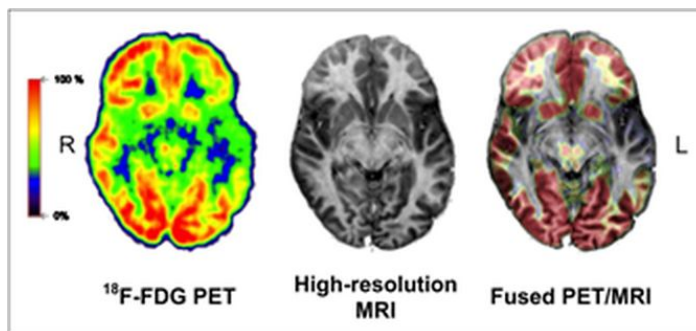 100 %
R
L
0%
¹⁸F-FDG PET
High-resolution
MRI
Fused PET/MRI